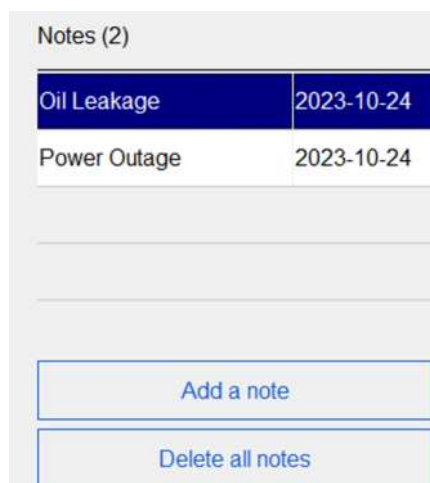 Notes (2)
Oil Leakage 2023-10-24
Power Outage 2023-10-24
Add a note
Delete all notes